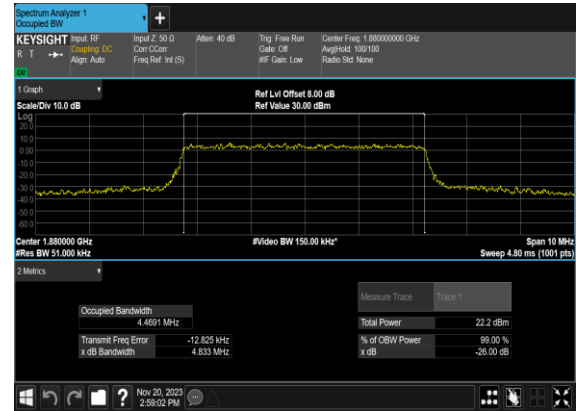 Spectrum Analyzer 1
Occupied BW
+
KEYSIGHT Input: RF Input Z: 50 Ω Atten: 40 dB Trig: Free Run Center Freq: 1.880000000 GHz
R T Coupling: DC Corr CCorr Gate: Off Avg|Hold: 100/100
Align: Auto Freq Ref: Int (S) #IF Gain: Low Radio Std: None
LW
1 Graph
Ref Lvl Offset 8.00 dB
Scale/Div 10.0 dB Ref Value 30.00 dBm
Log
20.0
10.0
0.00
-10.0
-20.0
-30.0
-40.0
-50.0
-60.0
Center 1.880000 GHz #Video BW 150.00 kHz* Span 10 MHz
#Res BW 51.000 kHz Sweep 4.80 ms (1001 pts)
2 Metrics
Measure Trace Trace 1
Occupied Bandwidth
4.4691 MHz Total Power 22.2 dBm
Transmit Freq Error -12.825 kHz % of OBW Power 99.00 %
x dB Bandwidth 4.833 MHz x dB -26.00 dB
?
Nov 20, 2023
2:59:02 PM